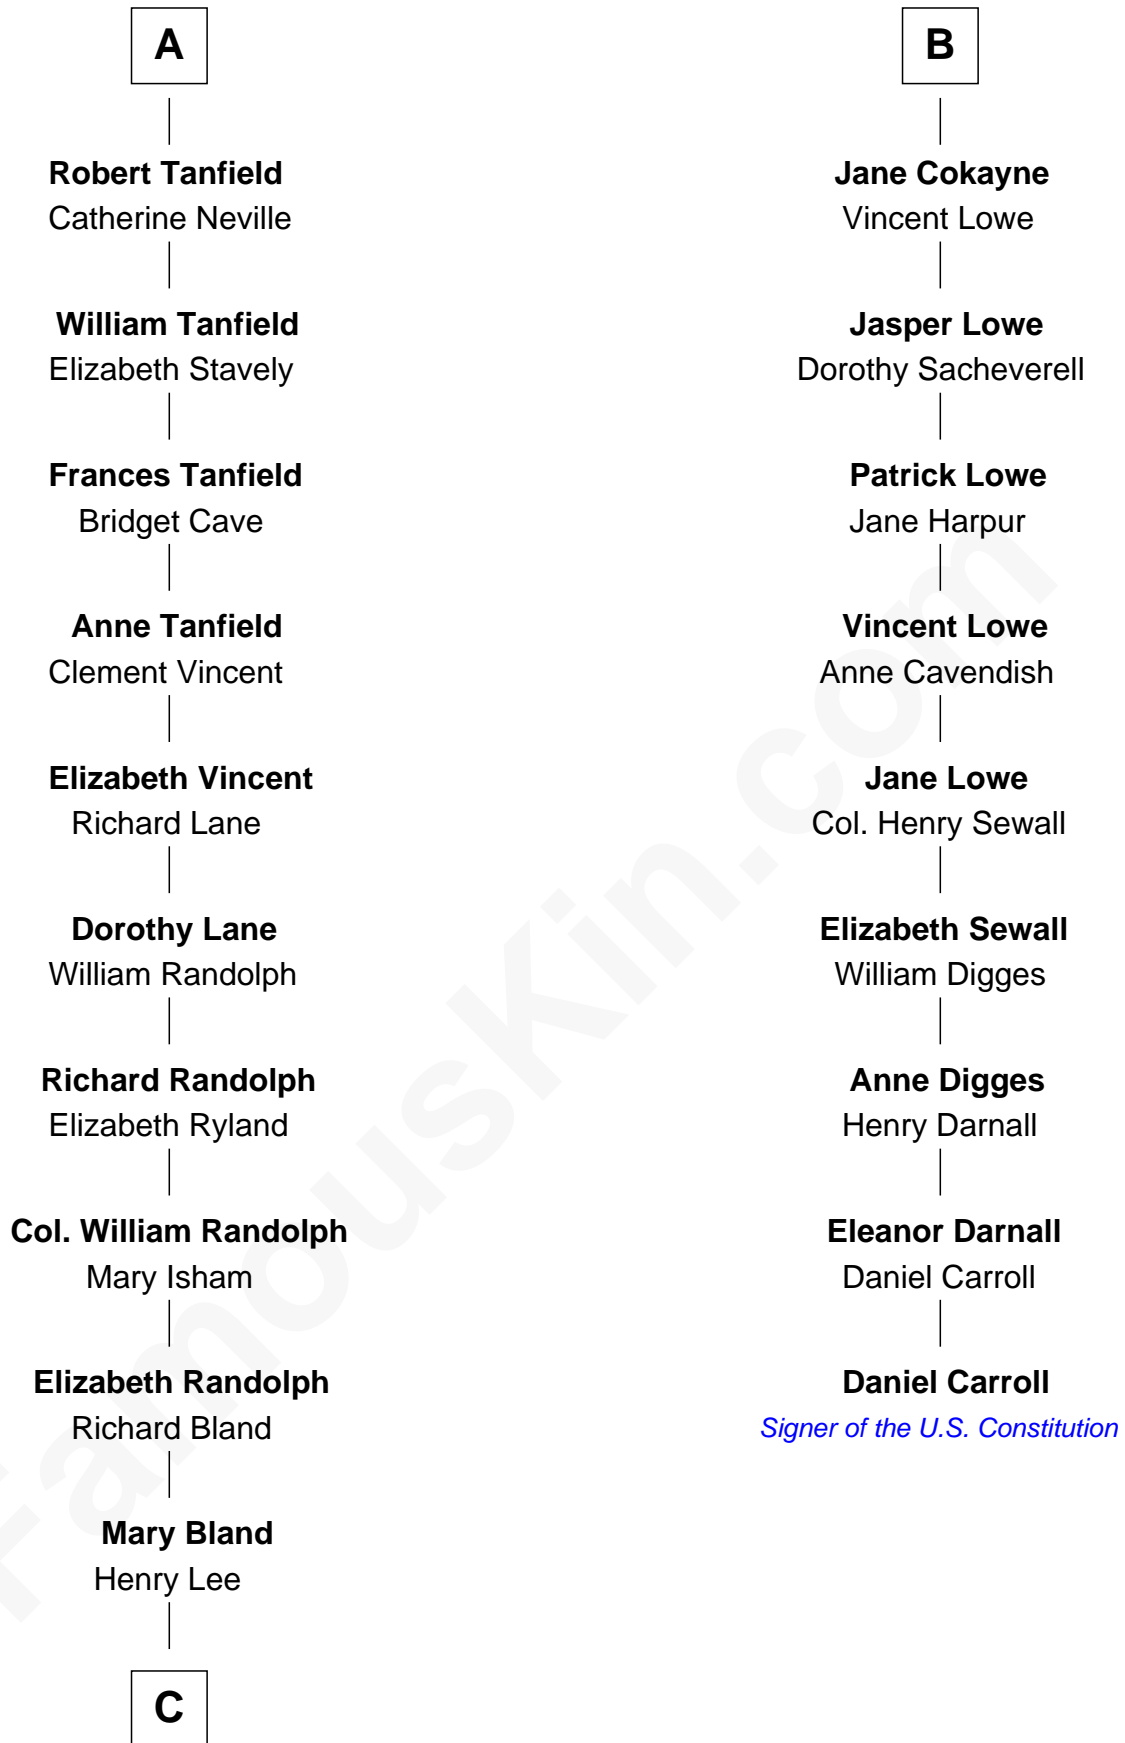 A
Robert Tanfield
Catherine Neville
William Tanfield
Elizabeth Stavely
Frances Tanfield
Bridget Cave
Anne Tanfield
Clement Vincent
Elizabeth Vincent
Richard Lane
Dorothy Lane
William Randolph
Richard Randolph
Elizabeth Ryland
Col. William Randolph
Mary Isham
Elizabeth Randolph
Richard Bland
Mary Bland
Henry Lee
C
B
Jane Cokayne
Vincent Lowe
Jasper Lowe
Dorothy Sacheverell
Patrick Lowe
Jane Harpur
Vincent Lowe
Anne Cavendish
Jane Lowe
Col. Henry Sewall
Elizabeth Sewall
William Digges
Anne Digges
Henry Darnall
Eleanor Darnall
Daniel Carroll
Daniel Carroll
Signer of the U.S. Constitution
FamousKin.com